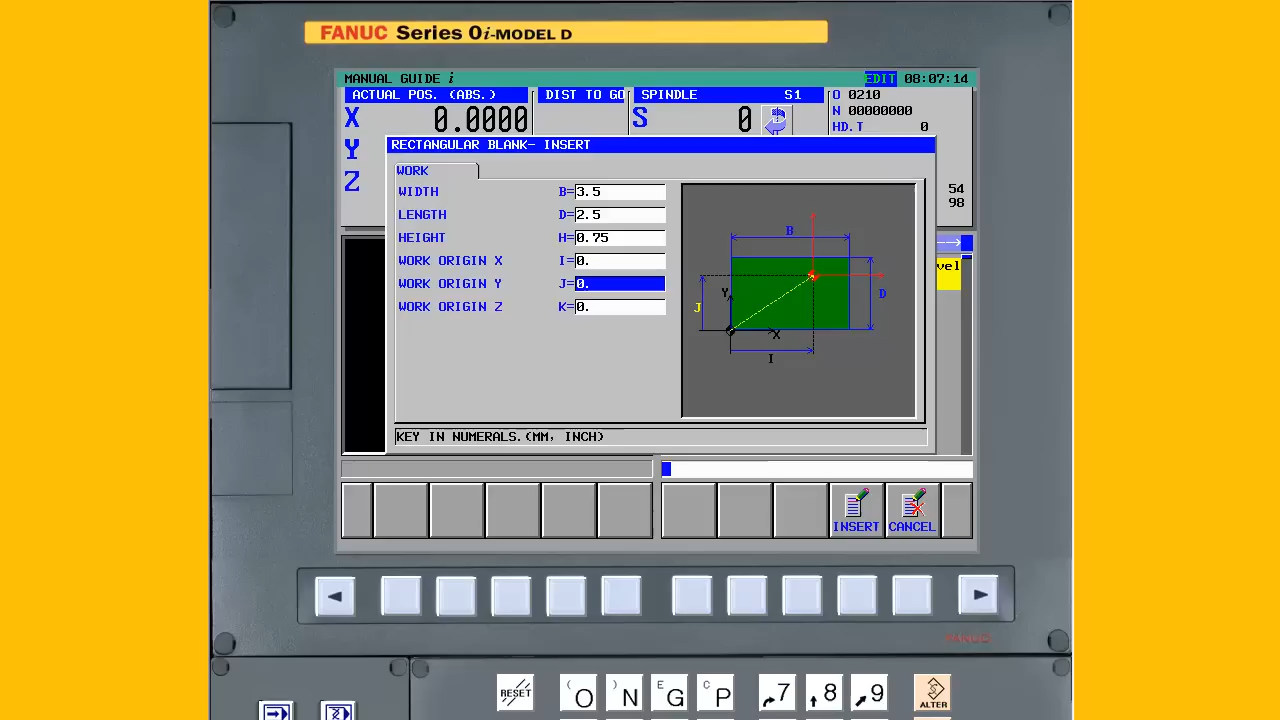 FANUC Series 0i-MODEL D
MANUAL GUIDE i EDIT 08:07:14
ACTUAL POS. (ABS.) DIST TO GO SPINDLE S1 O 0210
N 00000000
X 0.0000 S 0 HD.T 0
Y
Z
54
98
RECTANGULAR BLANK- INSERT
WORK
WIDTH B=3.5
LENGTH D=2.5
HEIGHT H=0.75
WORK ORIGIN X I=0.
WORK ORIGIN Y J=0.
WORK ORIGIN Z K=0.
B
D
J
Y
X
I
vel
KEY IN NUMERALS.(MM, INCH)
INSERT CANCEL
FANUC
RESET ( O ) N E G C P 7 8 9 ALTER